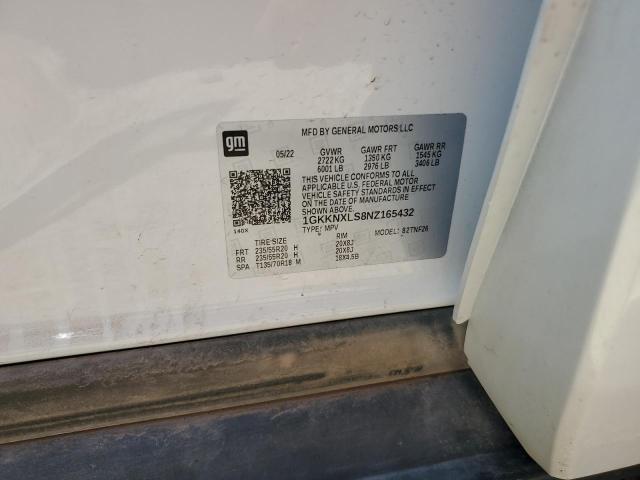 gm
MFD BY GENERAL MOTORS LLC
05/22 GVWR GAWR FRT GAWR RR
2722 KG 1350 KG 1545 KG
6001 LB 2976 LB 3406 LB
THIS VEHICLE CONFORMS TO ALL
APPLICABLE U.S. FEDERAL MOTOR
VEHICLE SAFETY STANDARDS IN EFFECT
ON THE DATE OF MANUFACTURE
SHOWN ABOVE.
1GKKNXLS8NZ165432
140X TYPE: MPV MODEL: 82TNF26
TIRE SIZE RIM
FRT 235/55R20 H 20X8J
RR 235/55R20 H 20X8J
SPA T135/70R18 M 18X4.5B